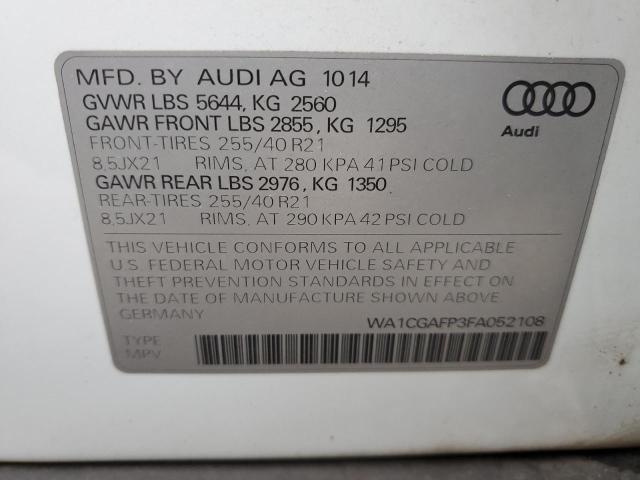 MFD. BY AUDI AG 10 14
GVWR LBS 5644, KG 2560
GAWR FRONT LBS 2855, KG 1295
FRONT-TIRES 255/40 R21
8,5JX21 RIMS, AT 280 KPA 41 PSI COLD
GAWR REAR LBS 2976, KG 1350
REAR-TIRES 255/40 R21
8,5JX21 RIMS, AT 290 KPA 42 PSI COLD
Audi
THIS VEHICLE CONFORMS TO ALL APPLICABLE
U.S. FEDERAL MOTOR VEHICLE SAFETY AND
THEFT PREVENTION STANDARDS IN EFFECT ON
THE DATE OF MANUFACTURE SHOWN ABOVE.
GERMANY
WA1CGAFP3FA052108
TYPE
MPV